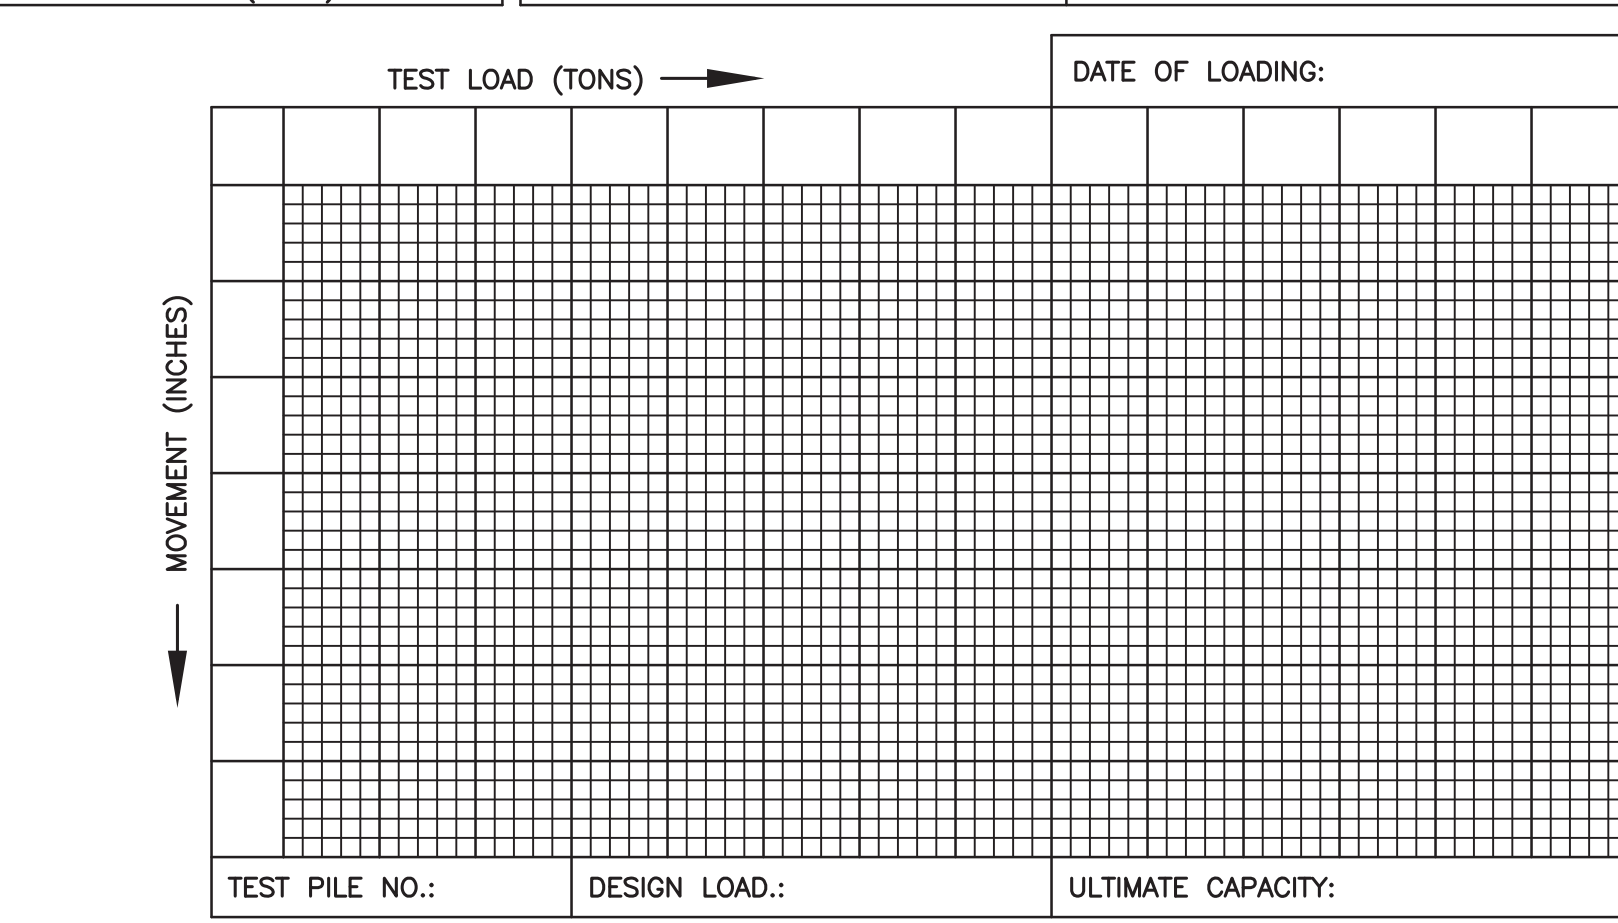 TEST LOAD (TONS)
DATE OF LOADING:
MOVEMENT (INCHES)
TEST PILE NO.:
DESIGN LOAD.:
ULTIMATE CAPACITY: